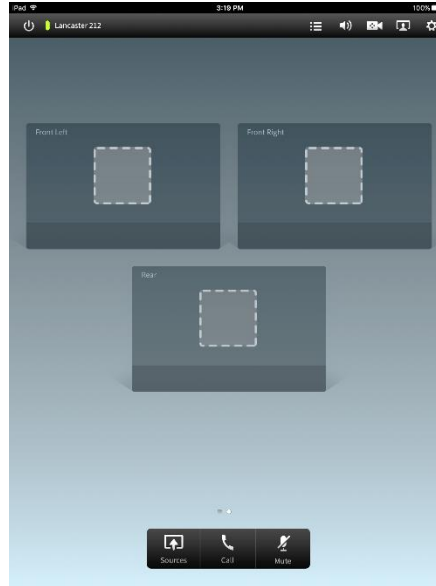 iPad 3:19 PM 100%
Lancaster 212
Front Left Front Right
Rear
Sources Call Mute